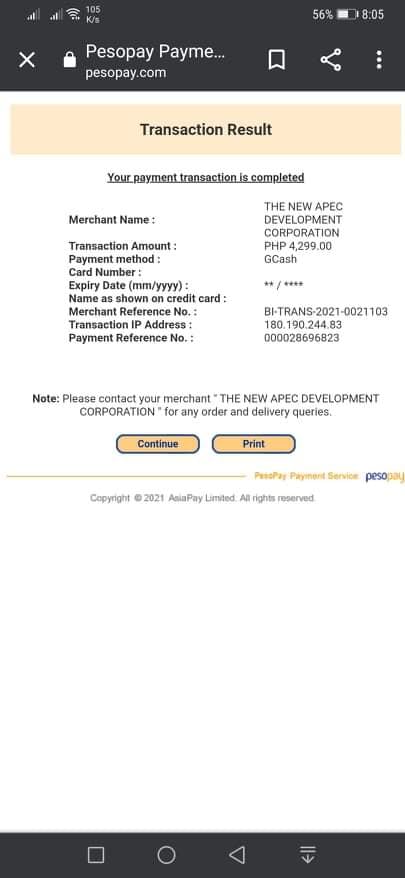 105
K/s
56%
8:05
Pesopay Payme...
pesopay.com
Transaction Result
Your payment transaction is completed
Merchant Name : THE NEW APEC DEVELOPMENT CORPORATION
Transaction Amount : PHP 4,299.00
Payment method : GCash
Card Number :
Expiry Date (mm/yyyy) : ** / ****
Name as shown on credit card :
Merchant Reference No. : BI-TRANS-2021-0021103
Transaction IP Address : 180.190.244.83
Payment Reference No. : 000028696823
Note: Please contact your merchant " THE NEW APEC DEVELOPMENT
CORPORATION " for any order and delivery queries.
Continue Print
PesoPay Payment Service pesopay
Copyright © 2021 AsiaPay Limited. All rights reserved.